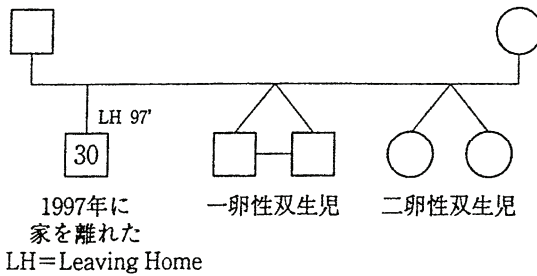 LH 97'
30
1997年に
家を離れた
LH=Leaving Home
一卵性双生児
二卵性双生児